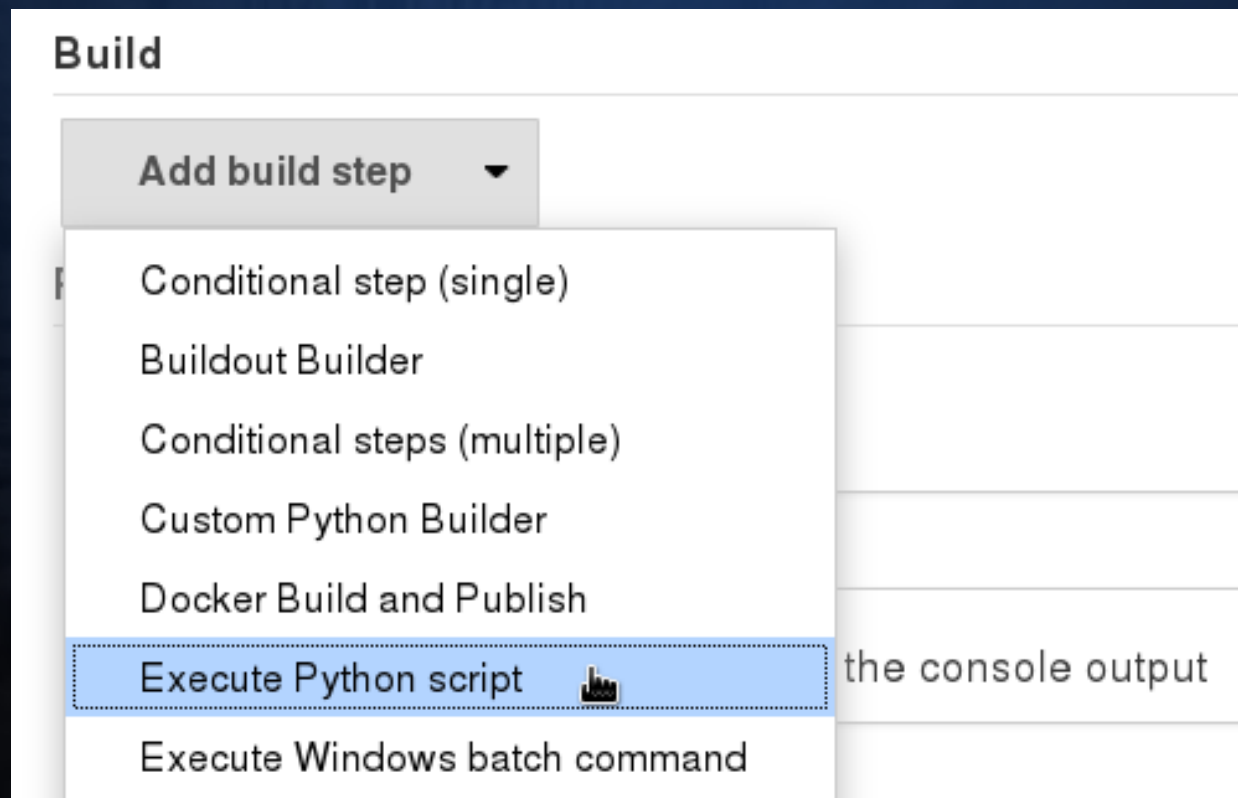 Build
Add build step
Conditional step (single)
Buildout Builder
Conditional steps (multiple)
Custom Python Builder
Docker Build and Publish
Execute Python script
the console output
Execute Windows batch command